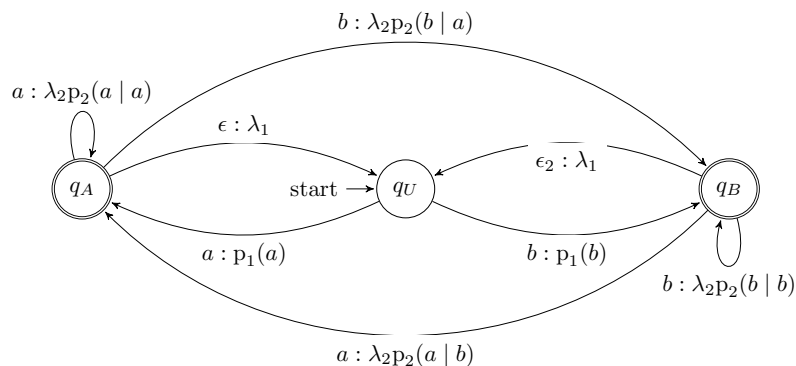 b : λ₂p₂(b | a)
a : λ₂p₂(a | a)
ϵ : λ₁
ϵ₂ : λ₁
q_A
start
q_U
q_B
a : p₁(a)
b : p₁(b)
b : λ₂p₂(b | b)
a : λ₂p₂(a | b)